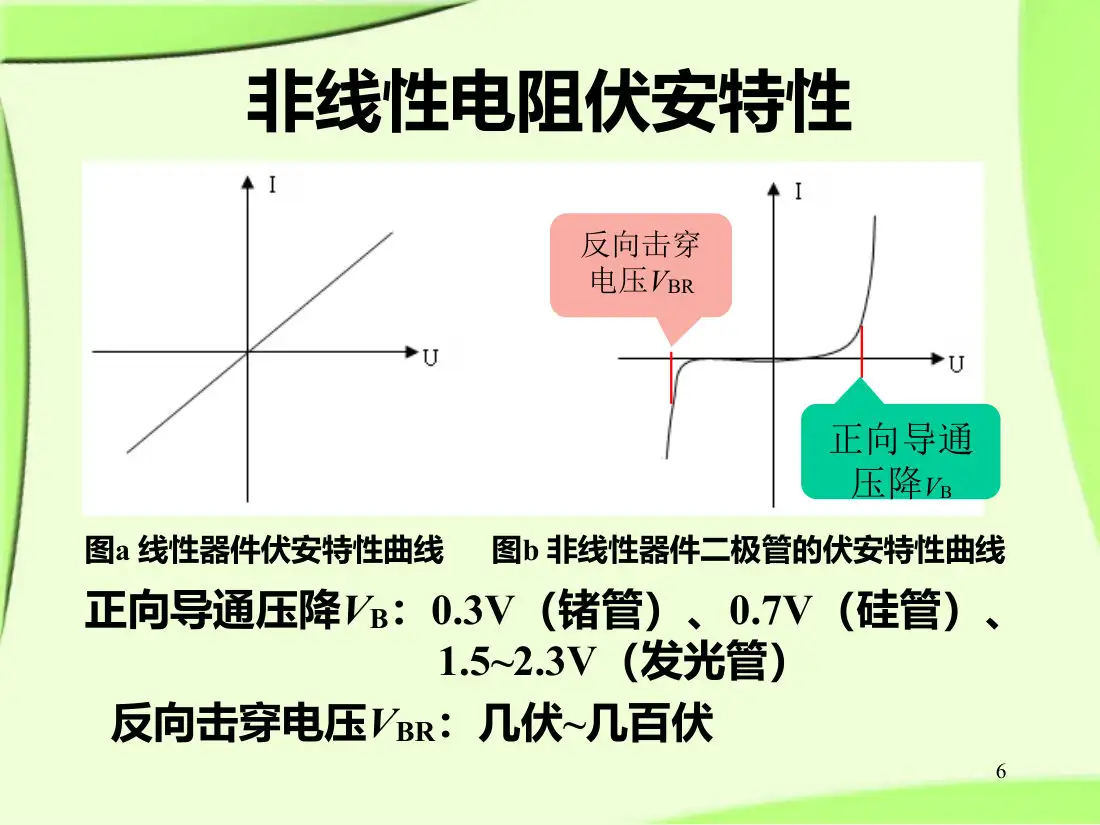 非线性电阻伏安特性
I
U
I
U
反向击穿
电压VBR
正向导通
压降VB
图a 线性器件伏安特性曲线
图b 非线性器件二极管的伏安特性曲线
正向导通压降VB：0.3V（锗管）、0.7V（硅管）、
1.5~2.3V（发光管）
反向击穿电压VBR：几伏~几百伏
6